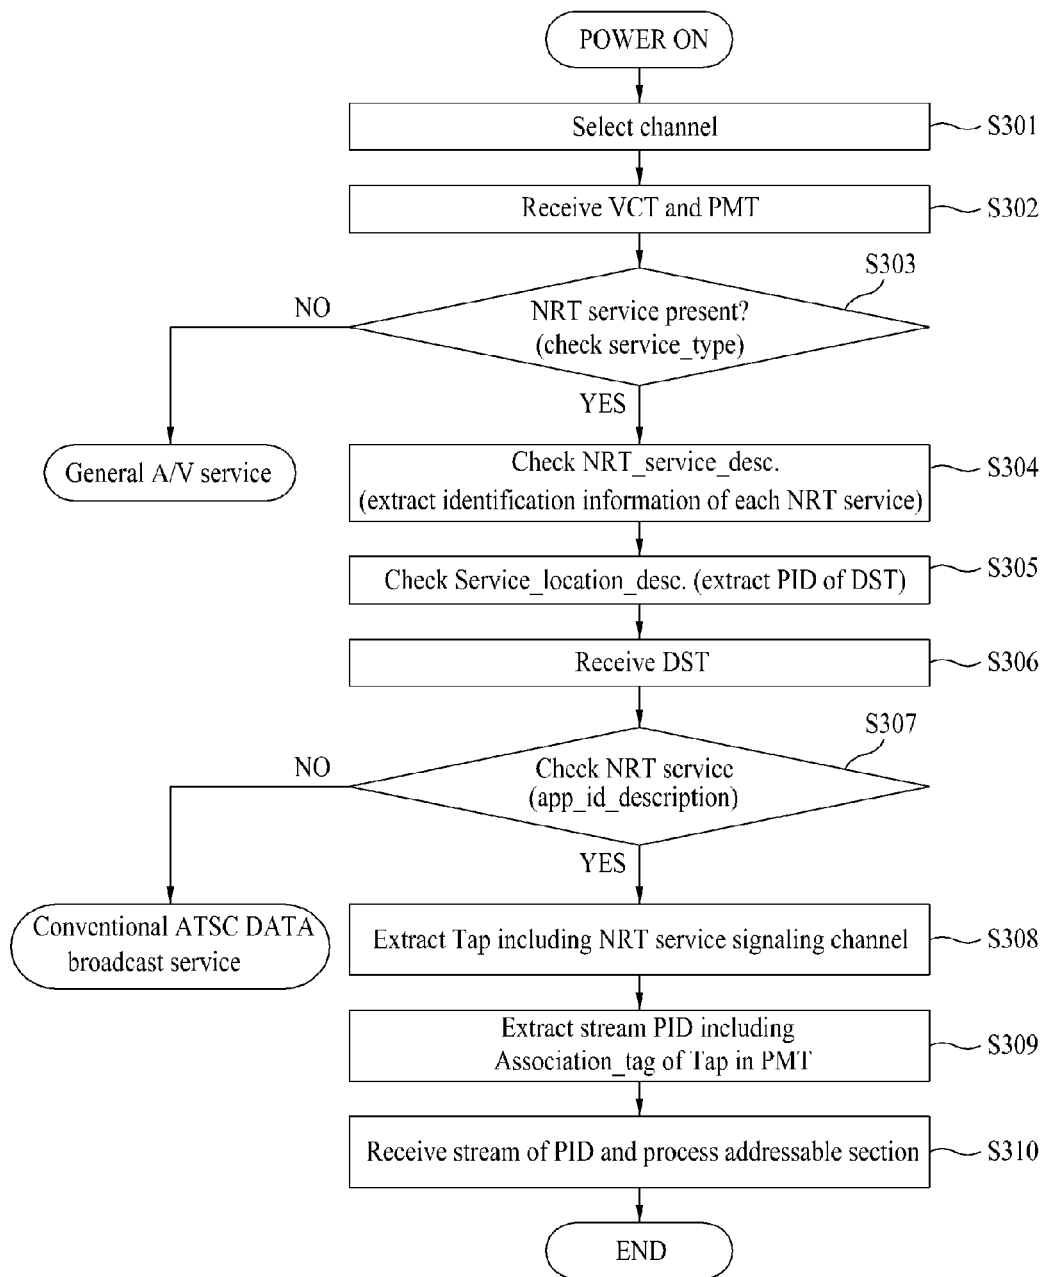 POWER ON
Select channel
S301
Receive VCT and PMT
S302
S303
NO
NRT service present?
(check service_type)
YES
General A/V service
Check NRT_service_desc.
(extract identification information of each NRT service)
S304
Check Service_location_desc. (extract PID of DST)
S305
Receive DST
S306
S307
NO
Check NRT service
(app_id_description)
YES
Conventional ATSC DATA
broadcast service
Extract Tap including NRT service signaling channel
S308
Extract stream PID including
Association_tag of Tap in PMT
S309
Receive stream of PID and process addressable section
S310
END